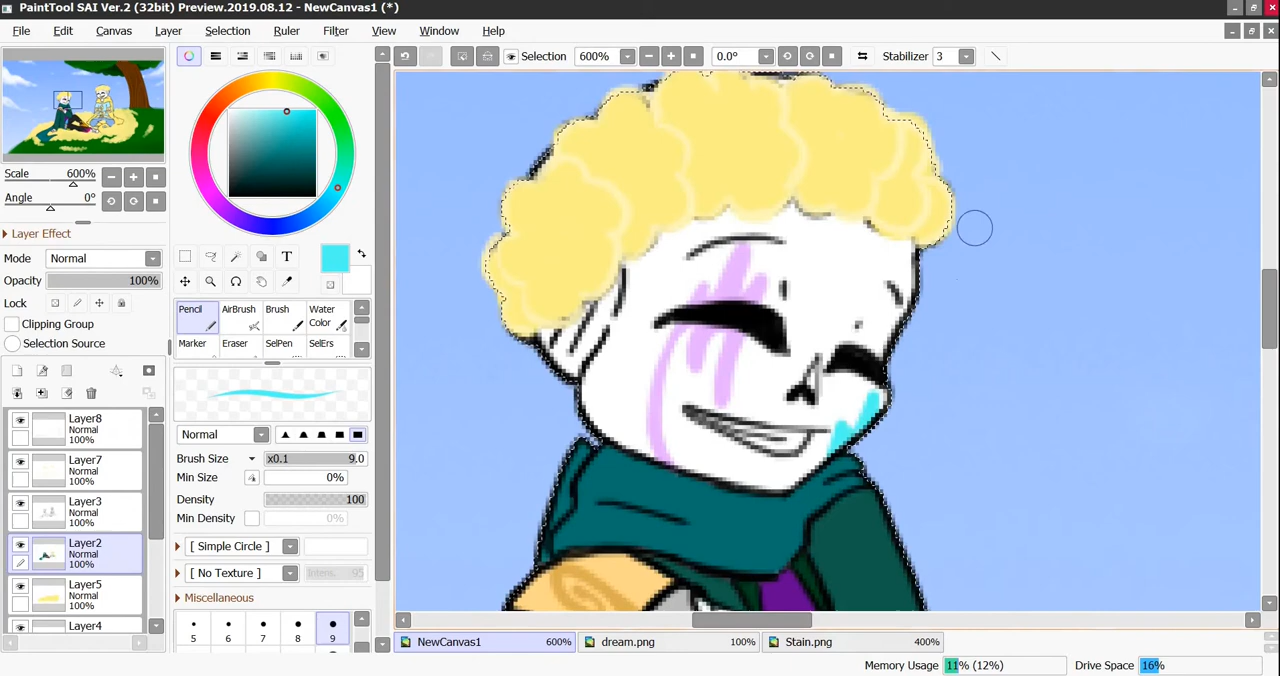 PaintTool SAI Ver.2 (32bit) Preview.2019.08.12 - NewCanvas1 (*)
File Edit Canvas Layer Selection Ruler Filter View Window Help
Selection 600% 0.0° Stabilizer 3
Scale 600%
Angle 0°
Layer Effect
Mode Normal
Opacity 100%
Lock
Clipping Group
Selection Source
Layer8
Normal
100%
Layer7
Normal
100%
Layer3
Normal
100%
Layer2
Normal
100%
Layer5
Normal
100%
Layer4
T
Pencil AirBrush Brush Water Color
Marker Eraser SelPen SelErs
Normal
Brush Size x0.1 9.0
Min Size 0%
Density 100
Min Density 0%
[ Simple Circle ]
[ No Texture ] Intens. 95
Miscellaneous
5 6 7 8 9
NewCanvas1 600% dream.png 100% Stain.png 400%
Memory Usage 11% (12%) Drive Space 16%